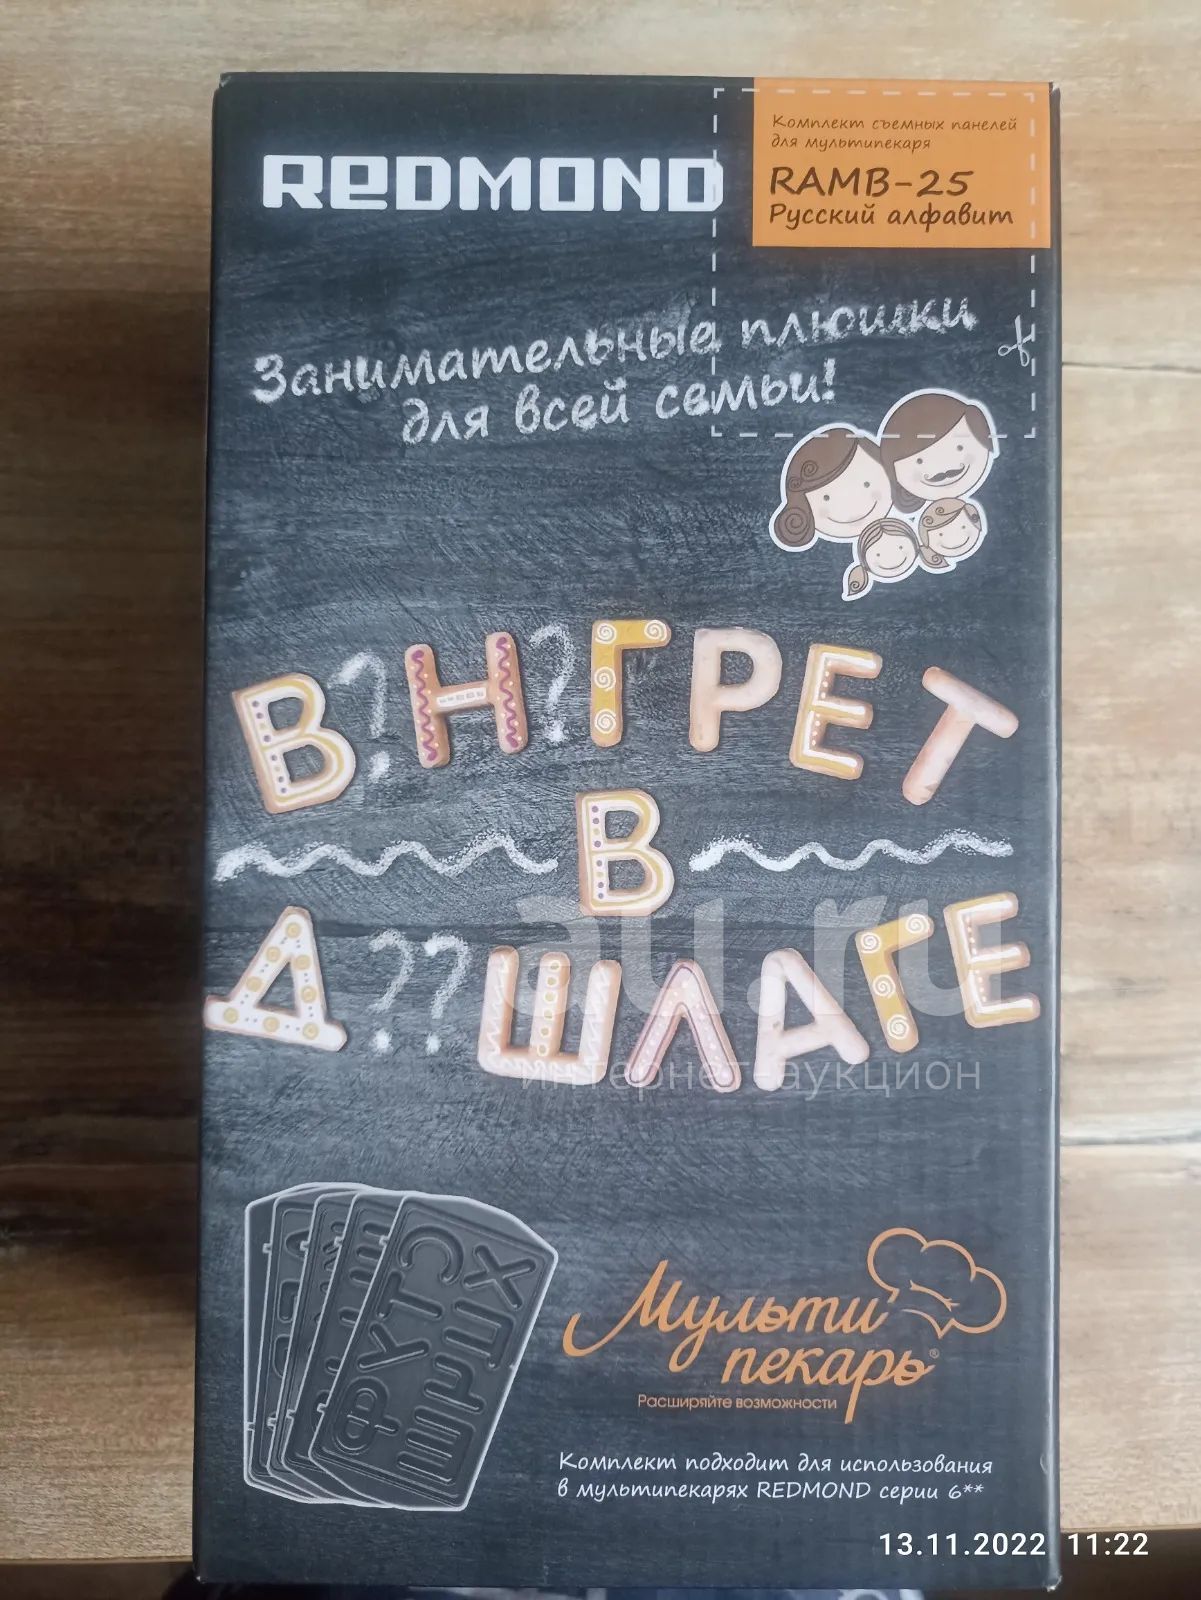 REDMOND
Комплект съемных панелей
для мультипекаря
RAMB-25
Русский алфавит
Занимательные плюшки
для всей семьи!
В?Н?ГРЕТ
В
Д??ШЛАГЕ
au.ru
интернет-аукцион
ФУТС
ШРЦХ
Мульти
пекарь®
Расширяйте возможности
Комплект подходит для использования
в мультипекарях REDMOND серии 6**
13.11.2022 11:22